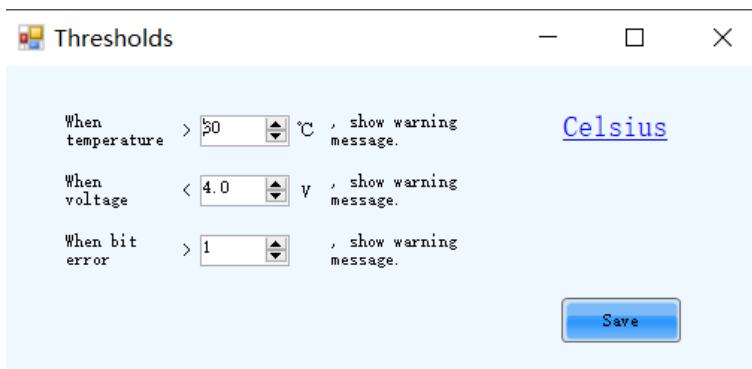 Thresholds
When temperature > °C , show warning message.
When voltage < 4.0 V , show warning message.
When bit error > 1 , show warning message.
Celsius
Save